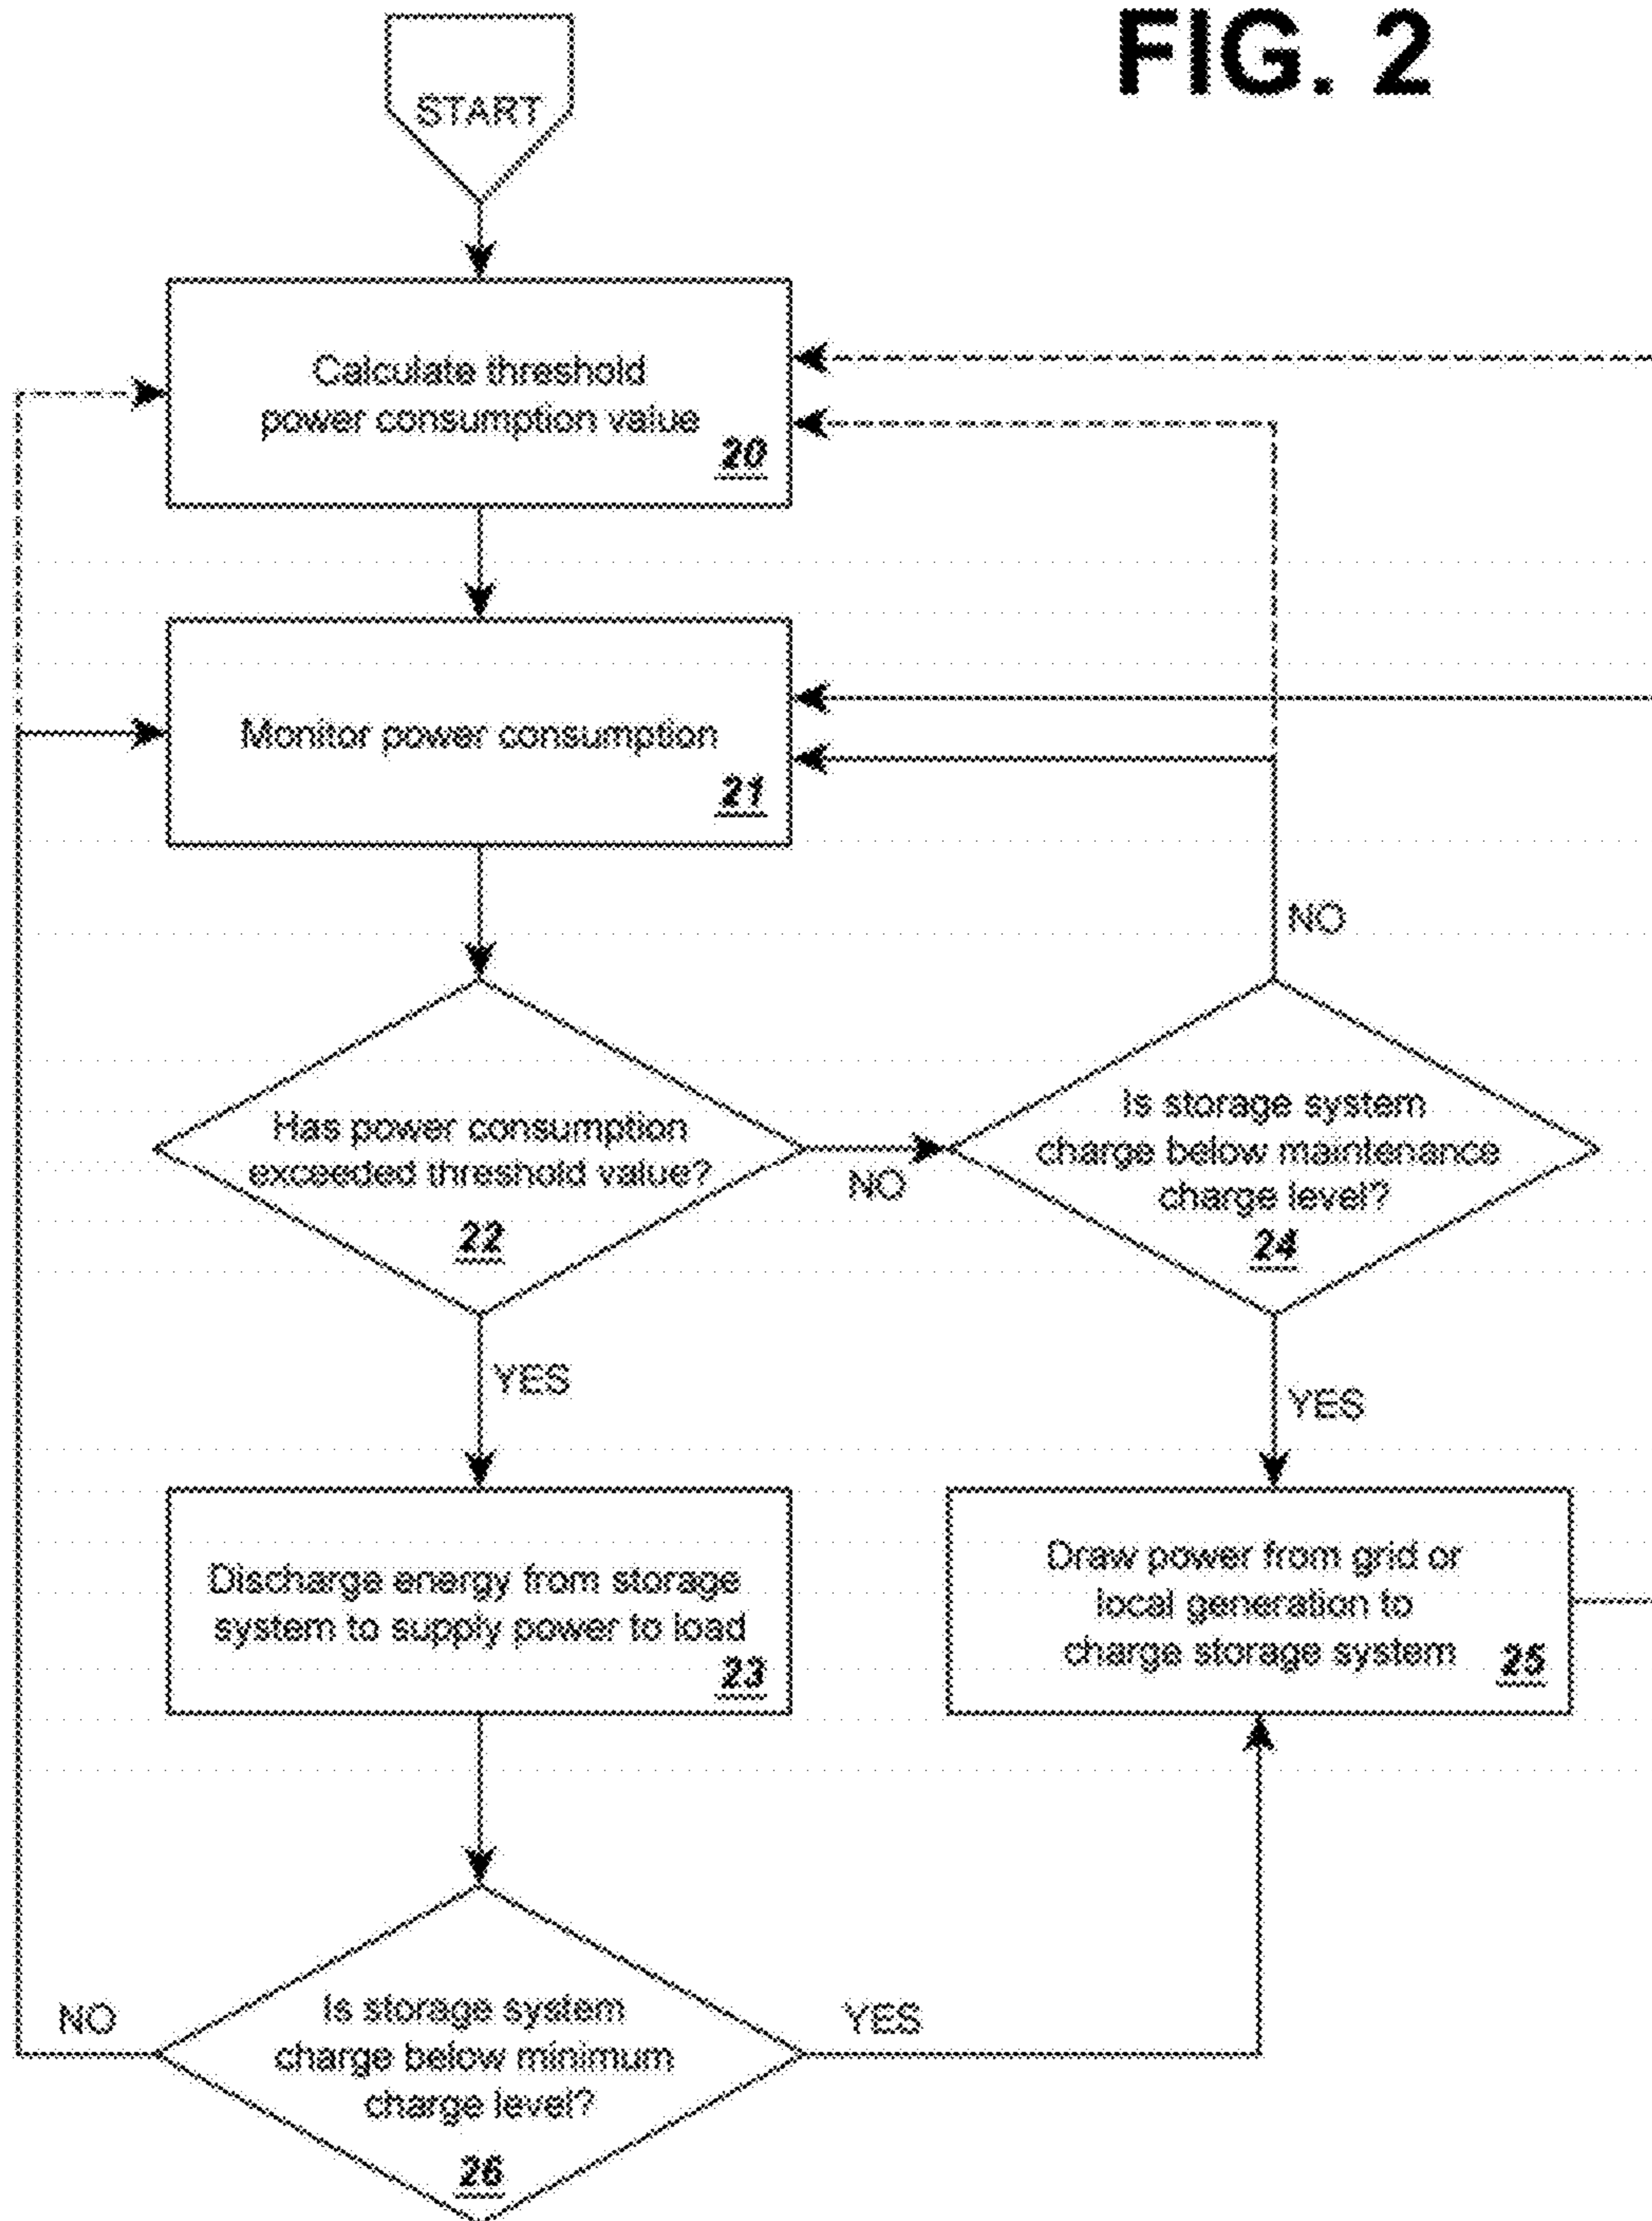 FIG. 2
START
Calculate threshold
power consumption value
20
Monitor power consumption
21
NO
Has power consumption
exceeded threshold value?
22
NO
Is storage system
charge below maintenance
charge level?
24
YES
YES
Discharge energy from storage
system to supply power to load
23
Draw power from grid or
local generation to
charge storage system
25
NO
Is storage system
charge below minimum
charge level?
26
YES